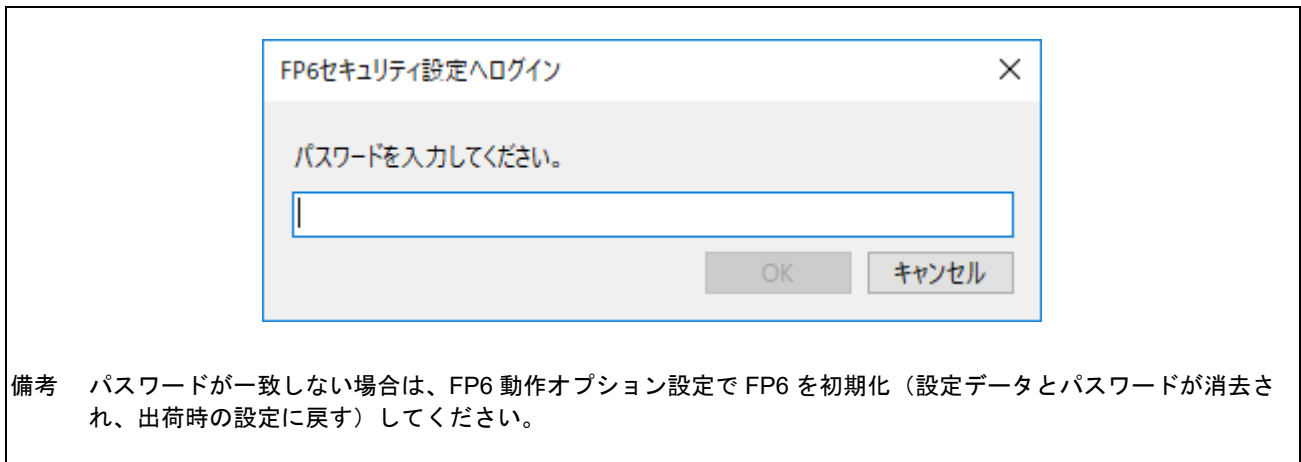 FP6セキュリティ設定へログイン
パスワードを入力してください。
OK
キャンセル
備考 パスワードが一致しない場合は、FP6 動作オプション設定で FP6 を初期化（設定データとパスワードが消去さ
れ、出荷時の設定に戻す）してください。